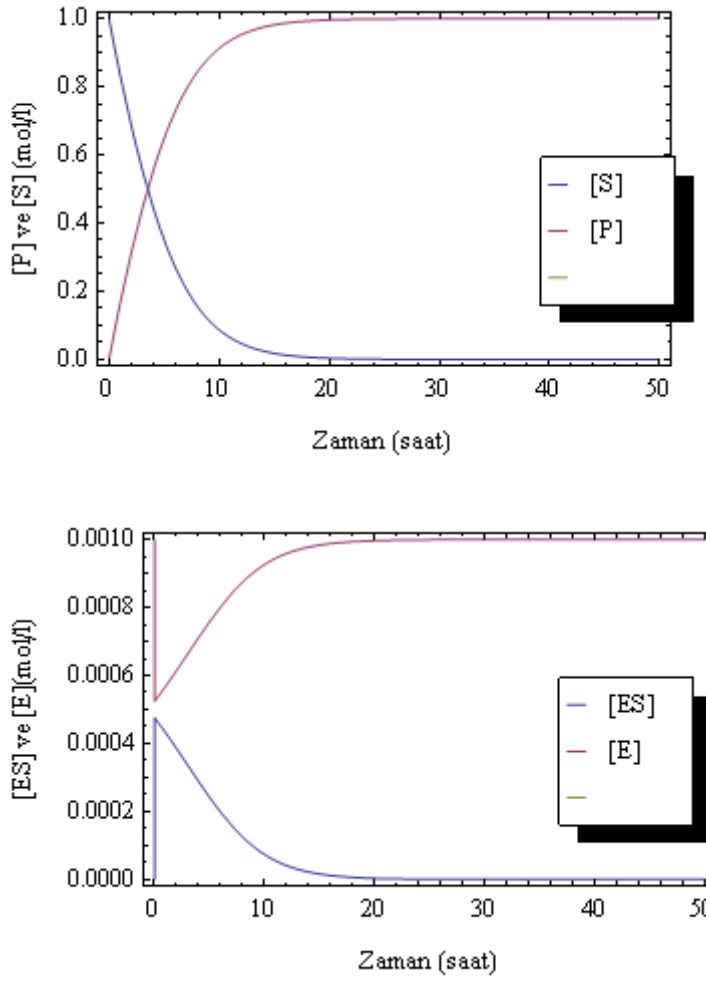 [P] ve [S] (mol/l)
1.0
0.8
0.6
0.4
0.2
0.0
[S]
[P]
0 10 20 30 40 50
Zaman (saat)
[ES] ve [E](mol/l)
0.0010
0.0008
0.0006
0.0004
0.0002
0.0000
[ES]
[E]
0 10 20 30 40 50
Zaman (saat)